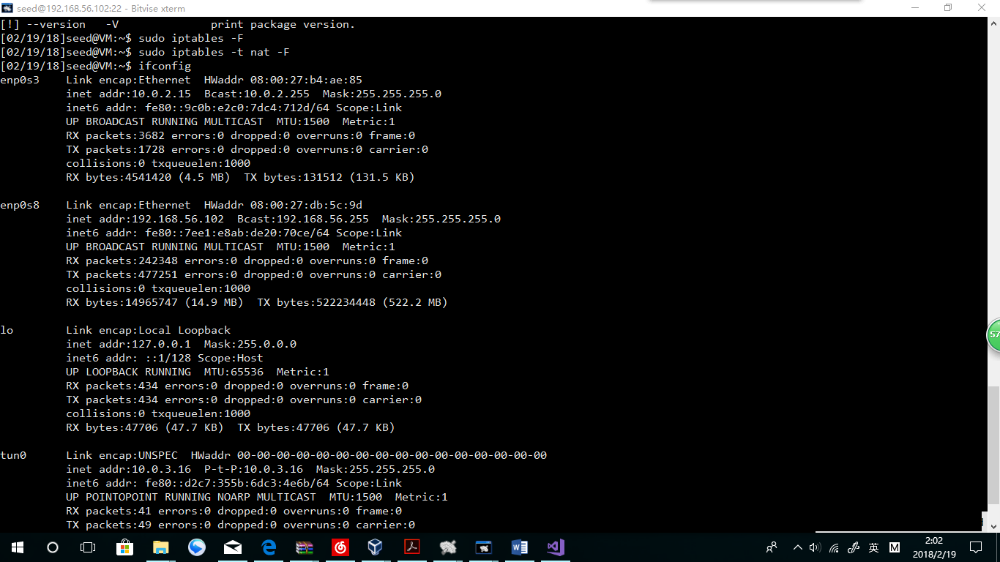 seed@192.168.56.102:22 - Bitvise xterm
[!] --version   -V              print package version.
[02/19/18]seed@VM:~$ sudo iptables -F
[02/19/18]seed@VM:~$ sudo iptables -t nat -F
[02/19/18]seed@VM:~$ ifconfig
enp0s3    Link encap:Ethernet  HWaddr 08:00:27:b4:ae:85
          inet addr:10.0.2.15  Bcast:10.0.2.255  Mask:255.255.255.0
          inet6 addr: fe80::9c0b:e2c0:7dc4:712d/64 Scope:Link
          UP BROADCAST RUNNING MULTICAST  MTU:1500  Metric:1
          RX packets:3682 errors:0 dropped:0 overruns:0 frame:0
          TX packets:1728 errors:0 dropped:0 overruns:0 carrier:0
          collisions:0 txqueuelen:1000
          RX bytes:4541420 (4.5 MB)  TX bytes:131512 (131.5 KB)
enp0s8    Link encap:Ethernet  HWaddr 08:00:27:db:5c:9d
          inet addr:192.168.56.102  Bcast:192.168.56.255  Mask:255.255.255.0
          inet6 addr: fe80::7ee1:e8ab:de20:70ce/64 Scope:Link
          UP BROADCAST RUNNING MULTICAST  MTU:1500  Metric:1
          RX packets:242348 errors:0 dropped:0 overruns:0 frame:0
          TX packets:477251 errors:0 dropped:0 overruns:0 carrier:0
          collisions:0 txqueuelen:1000
          RX bytes:14965747 (14.9 MB)  TX bytes:522234448 (522.2 MB)
lo        Link encap:Local Loopback
          inet addr:127.0.0.1  Mask:255.0.0.0
          inet6 addr: ::1/128 Scope:Host
          UP LOOPBACK RUNNING  MTU:65536  Metric:1
          RX packets:434 errors:0 dropped:0 overruns:0 frame:0
          TX packets:434 errors:0 dropped:0 overruns:0 carrier:0
          collisions:0 txqueuelen:1000
          RX bytes:47706 (47.7 KB)  TX bytes:47706 (47.7 KB)
tun0      Link encap:UNSPEC  HWaddr 00-00-00-00-00-00-00-00-00-00-00-00-00-00-00-00
          inet addr:10.0.3.16  P-t-P:10.0.3.16  Mask:255.255.255.0
          inet6 addr: fe80::d2c7:355b:6dc3:4e6b/64 Scope:Link
          UP POINTOPOINT RUNNING NOARP MULTICAST  MTU:1500  Metric:1
          RX packets:41 errors:0 dropped:0 overruns:0 frame:0
          TX packets:49 errors:0 dropped:0 overruns:0 carrier:0
57
英 M
2:02
2018/2/19